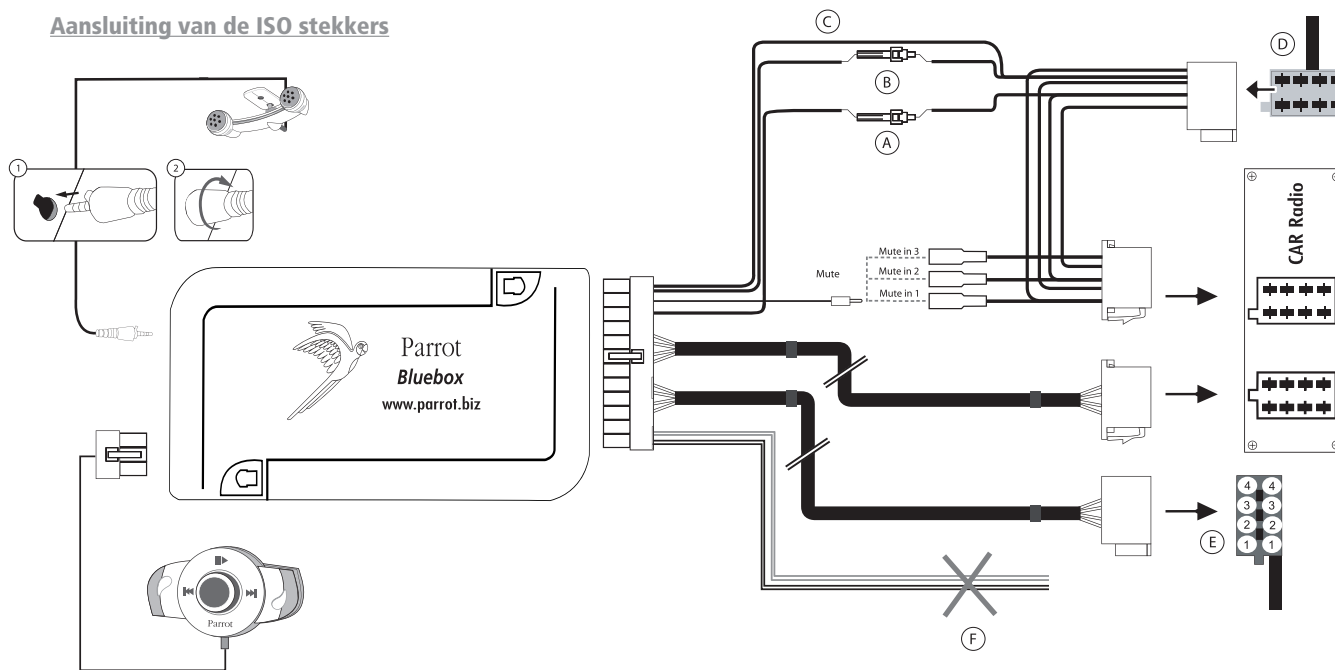 Aansluiting van de ISO stekkers
C
D
B
A
1
2
CAR Radio
Mute in 3
Mute
Mute in 2
Mute in 1
Parrot
Bluebox
www.parrot.biz
4 4
3 3
2 2
1 1
E
Parrot
F